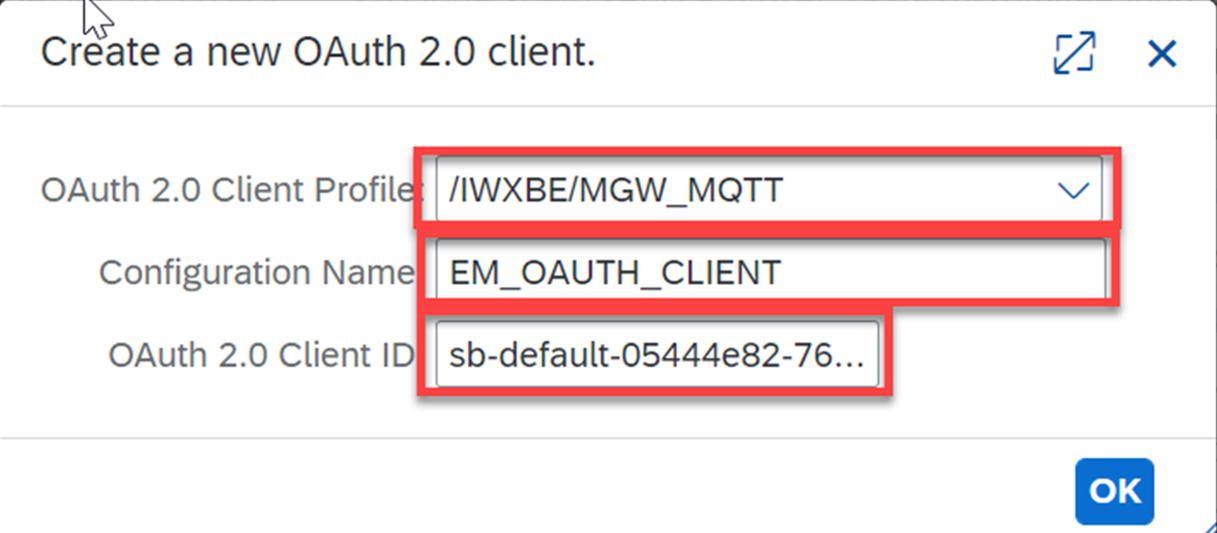 Create a new OAuth 2.0 client.
OAuth 2.0 Client Profile: /IWXBE/MGW_MQTT
Configuration Name EM_OAUTH_CLIENT
OAuth 2.0 Client ID sb-default-05444e82-76...
OK